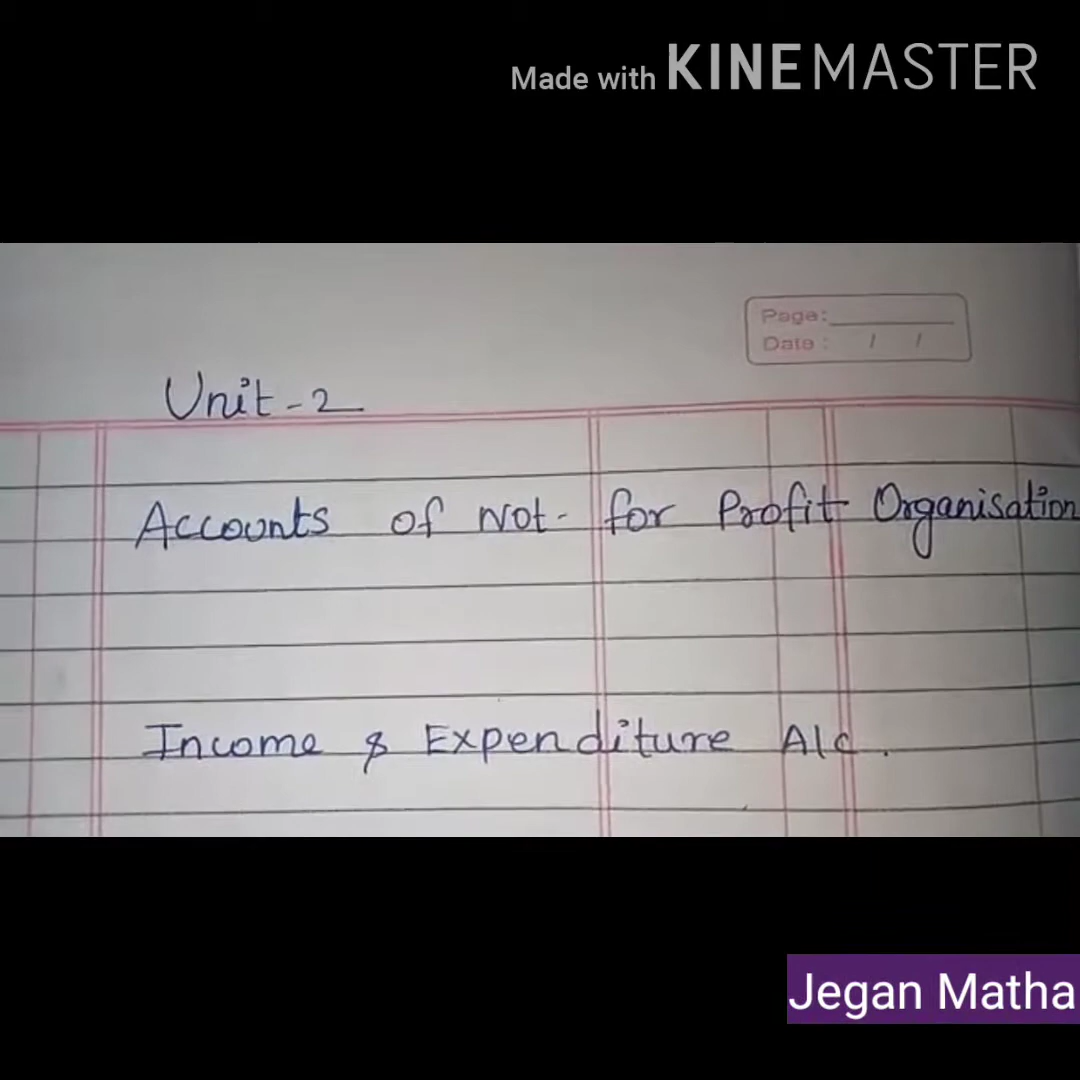 Made with KINEMASTER
Page:
Date : / /
Unit - 2
Accounts of Not - for Profit Organisation
Income & Expenditure A/c.
Jegan Matha